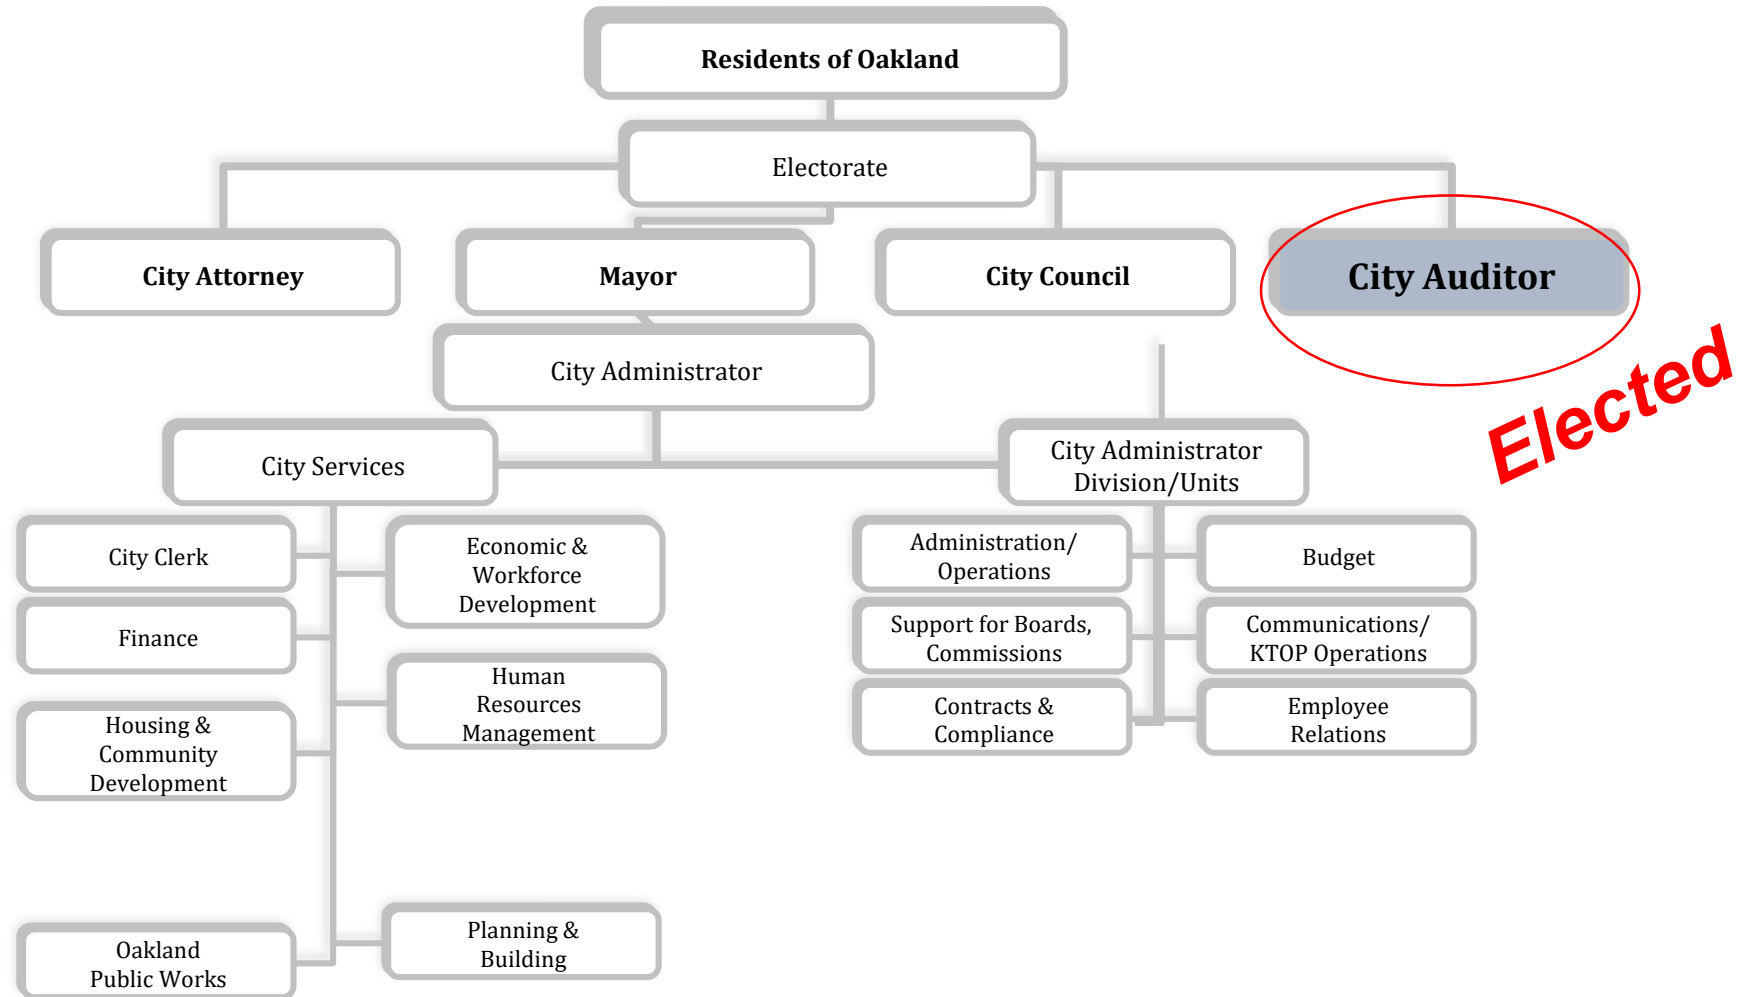 Residents of Oakland
Electorate
City Attorney
Mayor
City Council
City Auditor
Elected
City Administrator
City Services
City Administrator
Division/Units
City Clerk
Economic &
Workforce
Development
Finance
Human
Resources
Management
Housing &
Community
Development
Oakland
Public Works
Planning &
Building
Administration/
Operations
Budget
Support for Boards,
Commissions
Communications/
KTOP Operations
Contracts &
Compliance
Employee
Relations